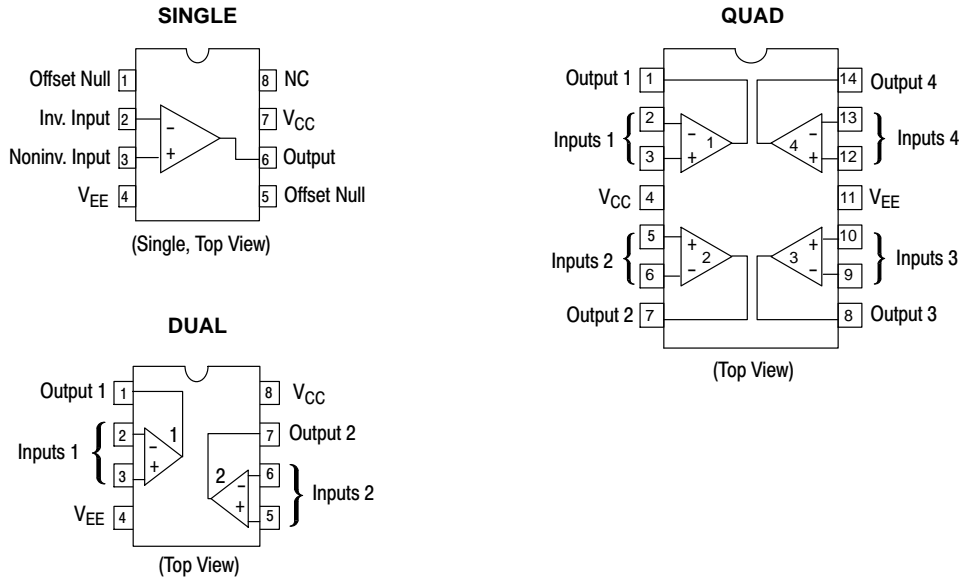 SINGLE
Offset Null 1 8 NC
Inv. Input 2 7 VCC
−
Noninv. Input 3 + 6 Output
VEE 4 5 Offset Null
(Single, Top View)
DUAL
Output 1 1 8 VCC
2 − 1 7 Output 2
Inputs 1
3 + 2 − 6
Inputs 2
VEE 4 + 5
(Top View)
QUAD
Output 1 1 14 Output 4
2 − − 13
Inputs 1 1 4 Inputs 4
3 + + 12
VCC 4 11 VEE
5 + + 10
Inputs 2 2 3 Inputs 3
6 − − 9
Output 2 7 8 Output 3
(Top View)